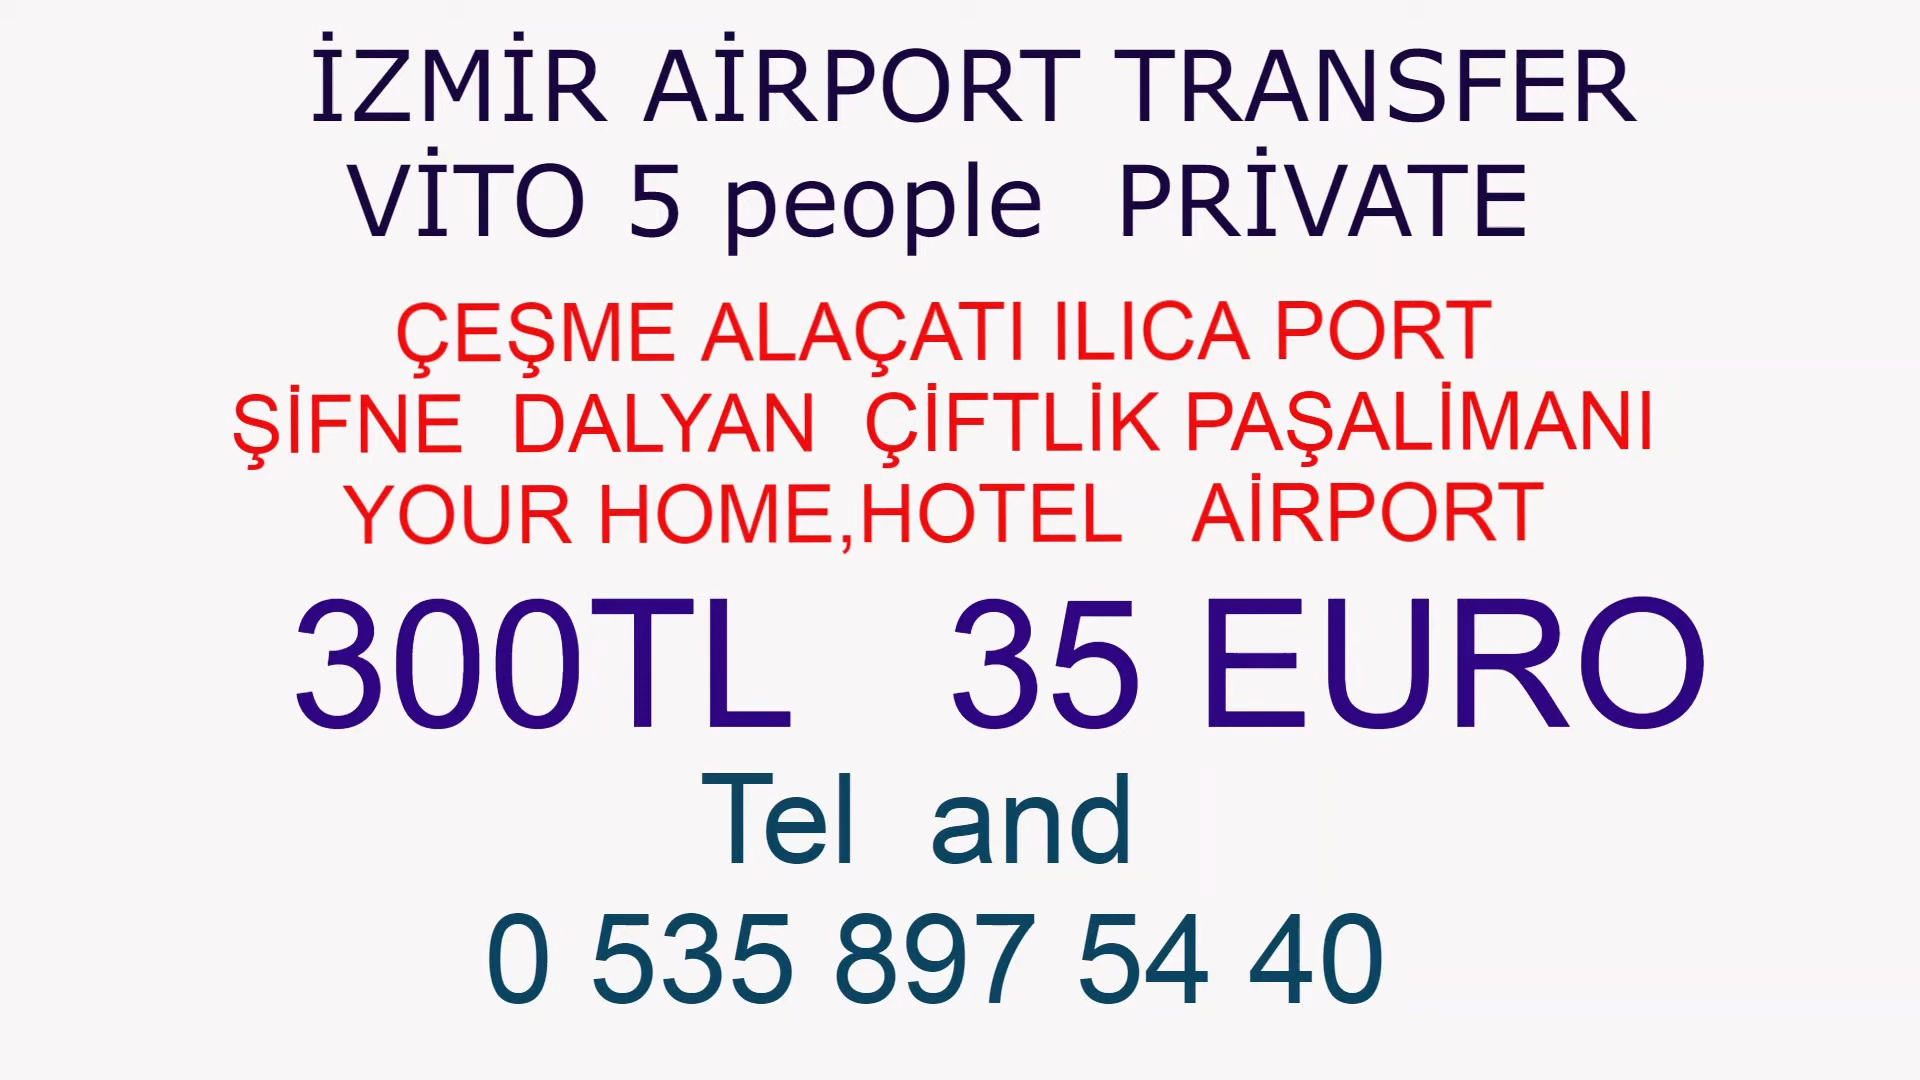 İZMİR AİRPORT TRANSFER
VİTO 5 people PRİVATE
ÇEŞME ALAÇATI ILICA PORT
ŞİFNE DALYAN ÇİFTLİK PAŞALİMANI
YOUR HOME,HOTEL AİRPORT
300TL 35 EURO
Tel and
0 535 897 54 40